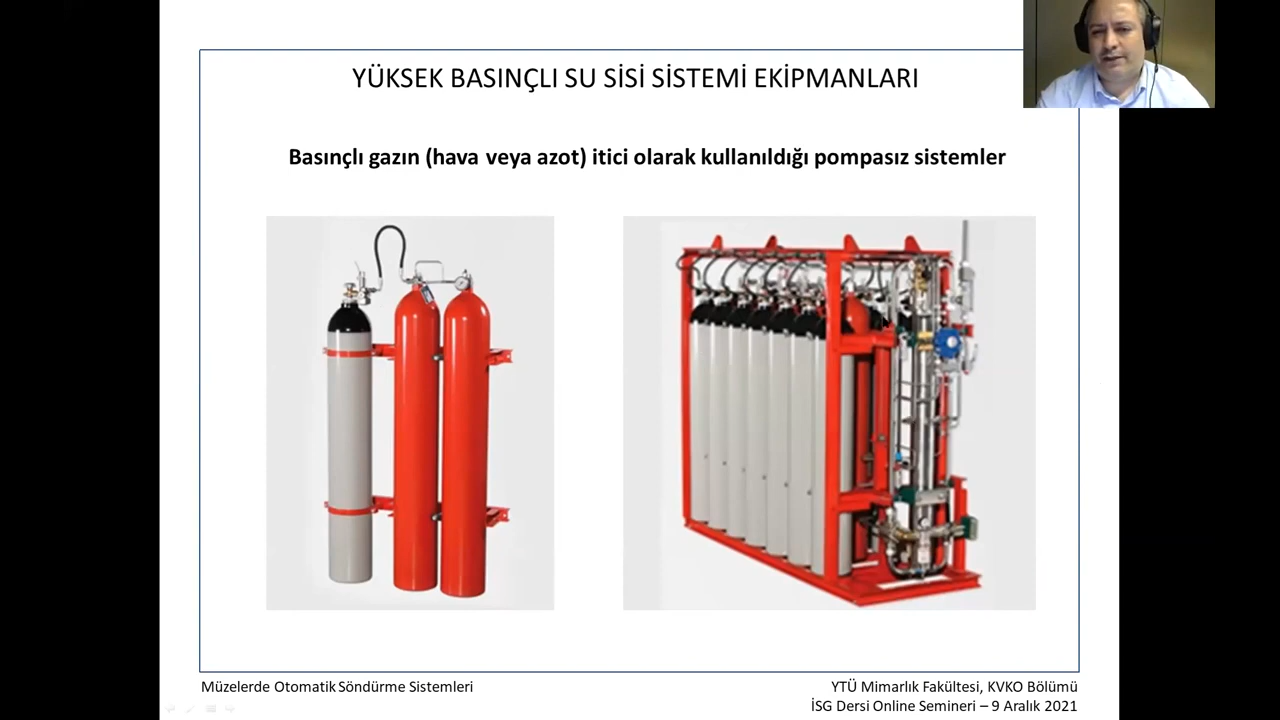 YÜKSEK BASINÇLI SU SİSİ SİSTEMİ EKİPMANLARI
Basınçlı gazın (hava veya azot) itici olarak kullanıldığı pompasız sistemler
Müzelerde Otomatik Söndürme Sistemleri
YTÜ Mimarlık Fakültesi, KVKO Bölümü
İSG Dersi Online Semineri – 9 Aralık 2021